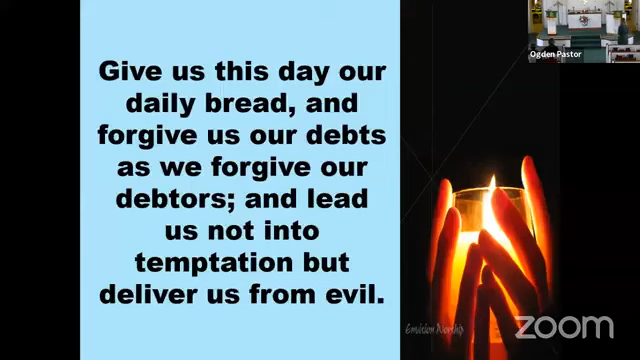 Give us this day our
daily bread, and
forgive us our debts
as we forgive our
debtors; and lead
us not into
temptation but
deliver us from evil.
Ogden Pastor
Emulsion Worship
zoom